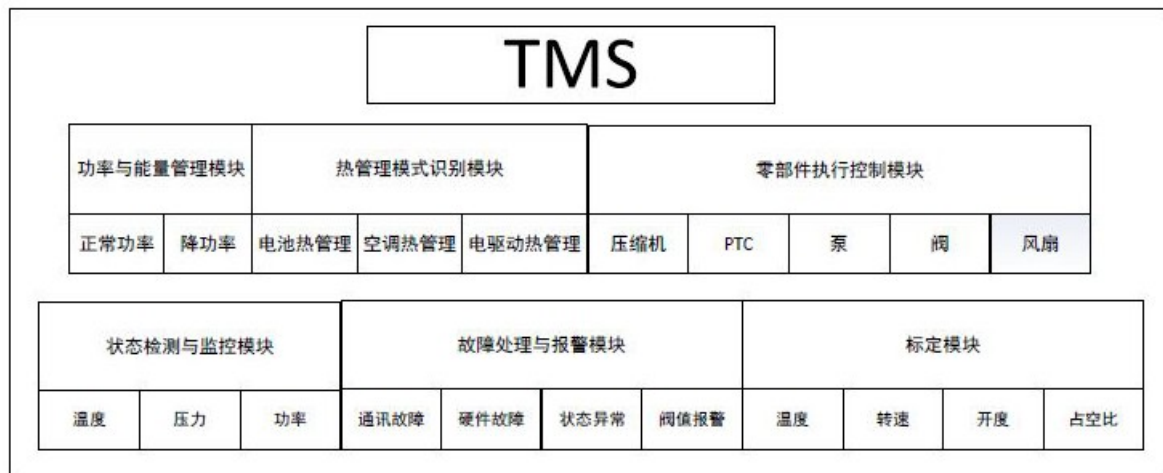 TMS
功率与能量管理模块 热管理模式识别模块 零部件执行控制模块
正常功率 降功率 电池热管理 空调热管理 电驱动热管理 压缩机 PTC 泵 阀 风扇
状态检测与监控模块 故障处理与报警模块 标定模块
温度 压力 功率 通讯故障 硬件故障 状态异常 阀值报警 温度 转速 开度 占空比